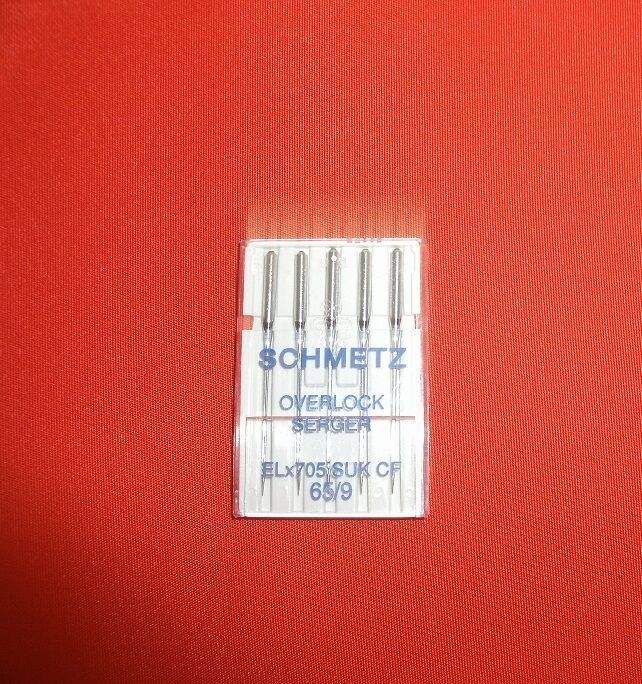 SCHMETZ
OVERLOCK
SERGER
ELx705 SUK CF
65/9